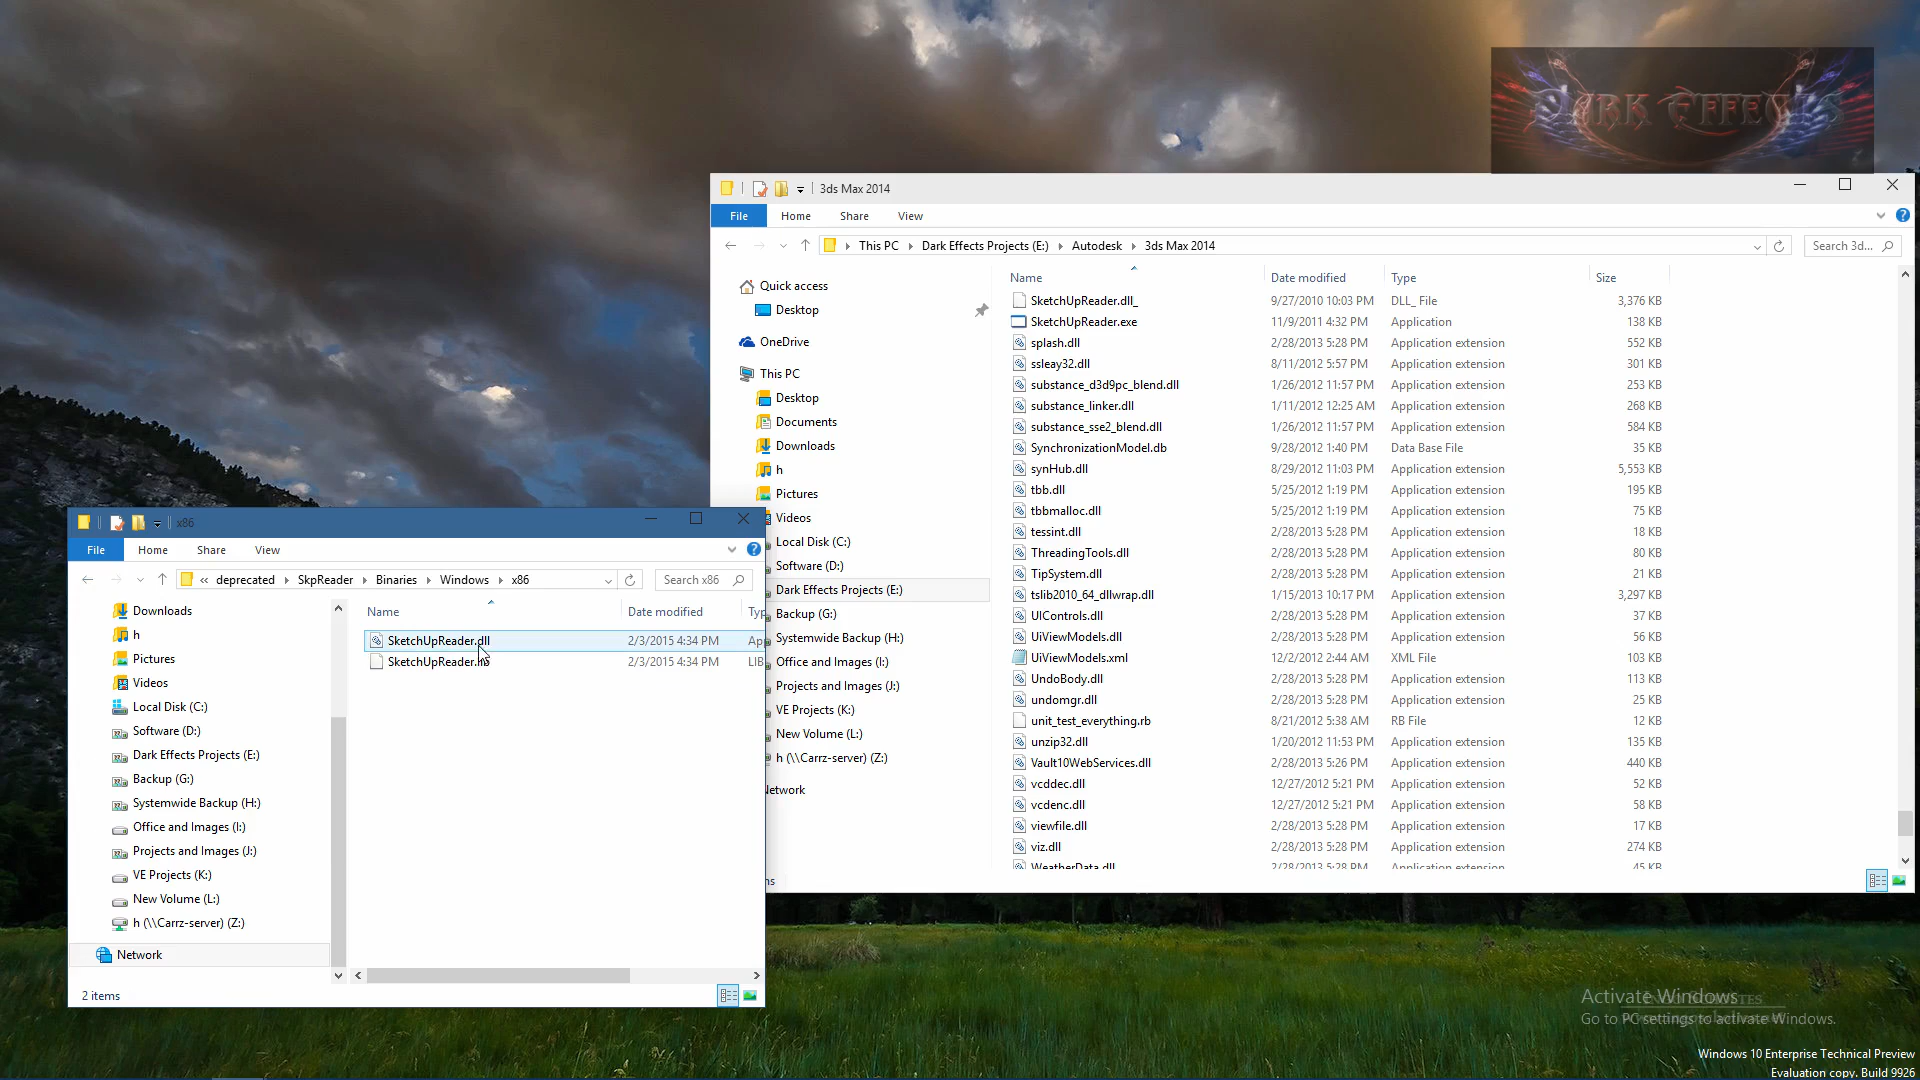 DARK EFFECTS
3ds Max 2014
File Home Share View
This PC Dark Effects Projects (E:) Autodesk 3ds Max 2014 Search 3d...
Quick access
Desktop
OneDrive
This PC
Desktop
Documents
Downloads
h
Pictures
Videos
Local Disk (C:)
Software (D:)
Dark Effects Projects (E:)
Backup (G:)
Systemwide Backup (H:)
Office and Images (I:)
Projects and Images (J:)
VE Projects (K:)
New Volume (L:)
h (\\Carrz-server) (Z:)
Name Date modified Type Size
SketchUpReader.dll_ 9/27/2010 10:03 PM DLL_ File 3,376 KB
SketchUpReader.exe 11/9/2011 4:32 PM Application 138 KB
splash.dll 2/28/2013 5:28 PM Application extension 552 KB
ssleay32.dll 8/11/2012 5:57 PM Application extension 301 KB
substance_d3d9pc_blend.dll 1/26/2012 11:57 PM Application extension 253 KB
substance_linker.dll 1/11/2012 12:25 AM Application extension 268 KB
substance_sse2_blend.dll 1/26/2012 11:57 PM Application extension 584 KB
SynchronizationModel.db 9/28/2012 1:40 PM Data Base File 35 KB
synHub.dll 8/29/2012 11:03 PM Application extension 5,553 KB
tbb.dll 5/25/2012 1:19 PM Application extension 195 KB
tbbmalloc.dll 5/25/2012 1:19 PM Application extension 75 KB
tessint.dll 2/28/2013 5:28 PM Application extension 18 KB
ThreadingTools.dll 2/28/2013 5:28 PM Application extension 80 KB
TipSystem.dll 2/28/2013 5:28 PM Application extension 21 KB
tslib2010_64_dllwrap.dll 1/15/2013 10:17 PM Application extension 3,297 KB
UIControls.dll 2/28/2013 5:28 PM Application extension 37 KB
UiViewModels.dll 2/28/2013 5:28 PM Application extension 56 KB
UiViewModels.xml 12/2/2012 2:44 AM XML File 103 KB
UndoBody.dll 2/28/2013 5:28 PM Application extension 113 KB
undomgr.dll 2/28/2013 5:28 PM Application extension 25 KB
unit_test_everything.rb 8/21/2012 5:38 AM RB File 12 KB
unzip32.dll 1/20/2012 11:53 PM Application extension 135 KB
Vault10WebServices.dll 2/28/2013 5:26 PM Application extension 440 KB
vcddec.dll 12/27/2012 5:21 PM Application extension 52 KB
vcdenc.dll 12/27/2012 5:21 PM Application extension 58 KB
viewfile.dll 2/28/2013 5:28 PM Application extension 17 KB
viz.dll 2/28/2013 5:28 PM Application extension 274 KB
WeatherData.dll 2/28/2013 5:28 PM Application extension 45 KB
x86
File Home Share View
« deprecated SkpReader Binaries Windows x86 Search x86
Downloads
h
Pictures
Videos
Local Disk (C:)
Software (D:)
Dark Effects Projects (E:)
Backup (G:)
Systemwide Backup (H:)
Office and Images (I:)
Projects and Images (J:)
VE Projects (K:)
New Volume (L:)
h (\\Carrz-server) (Z:)
Network
Name Date modified Typ
SketchUpReader.dll 2/3/2015 4:34 PM Ap
SketchUpReader.lib 2/3/2015 4:34 PM LIB
2 items
Activate Windows
Go to PC settings to activate Windows.
Windows 10 Enterprise Technical Preview
Evaluation copy. Build 9926